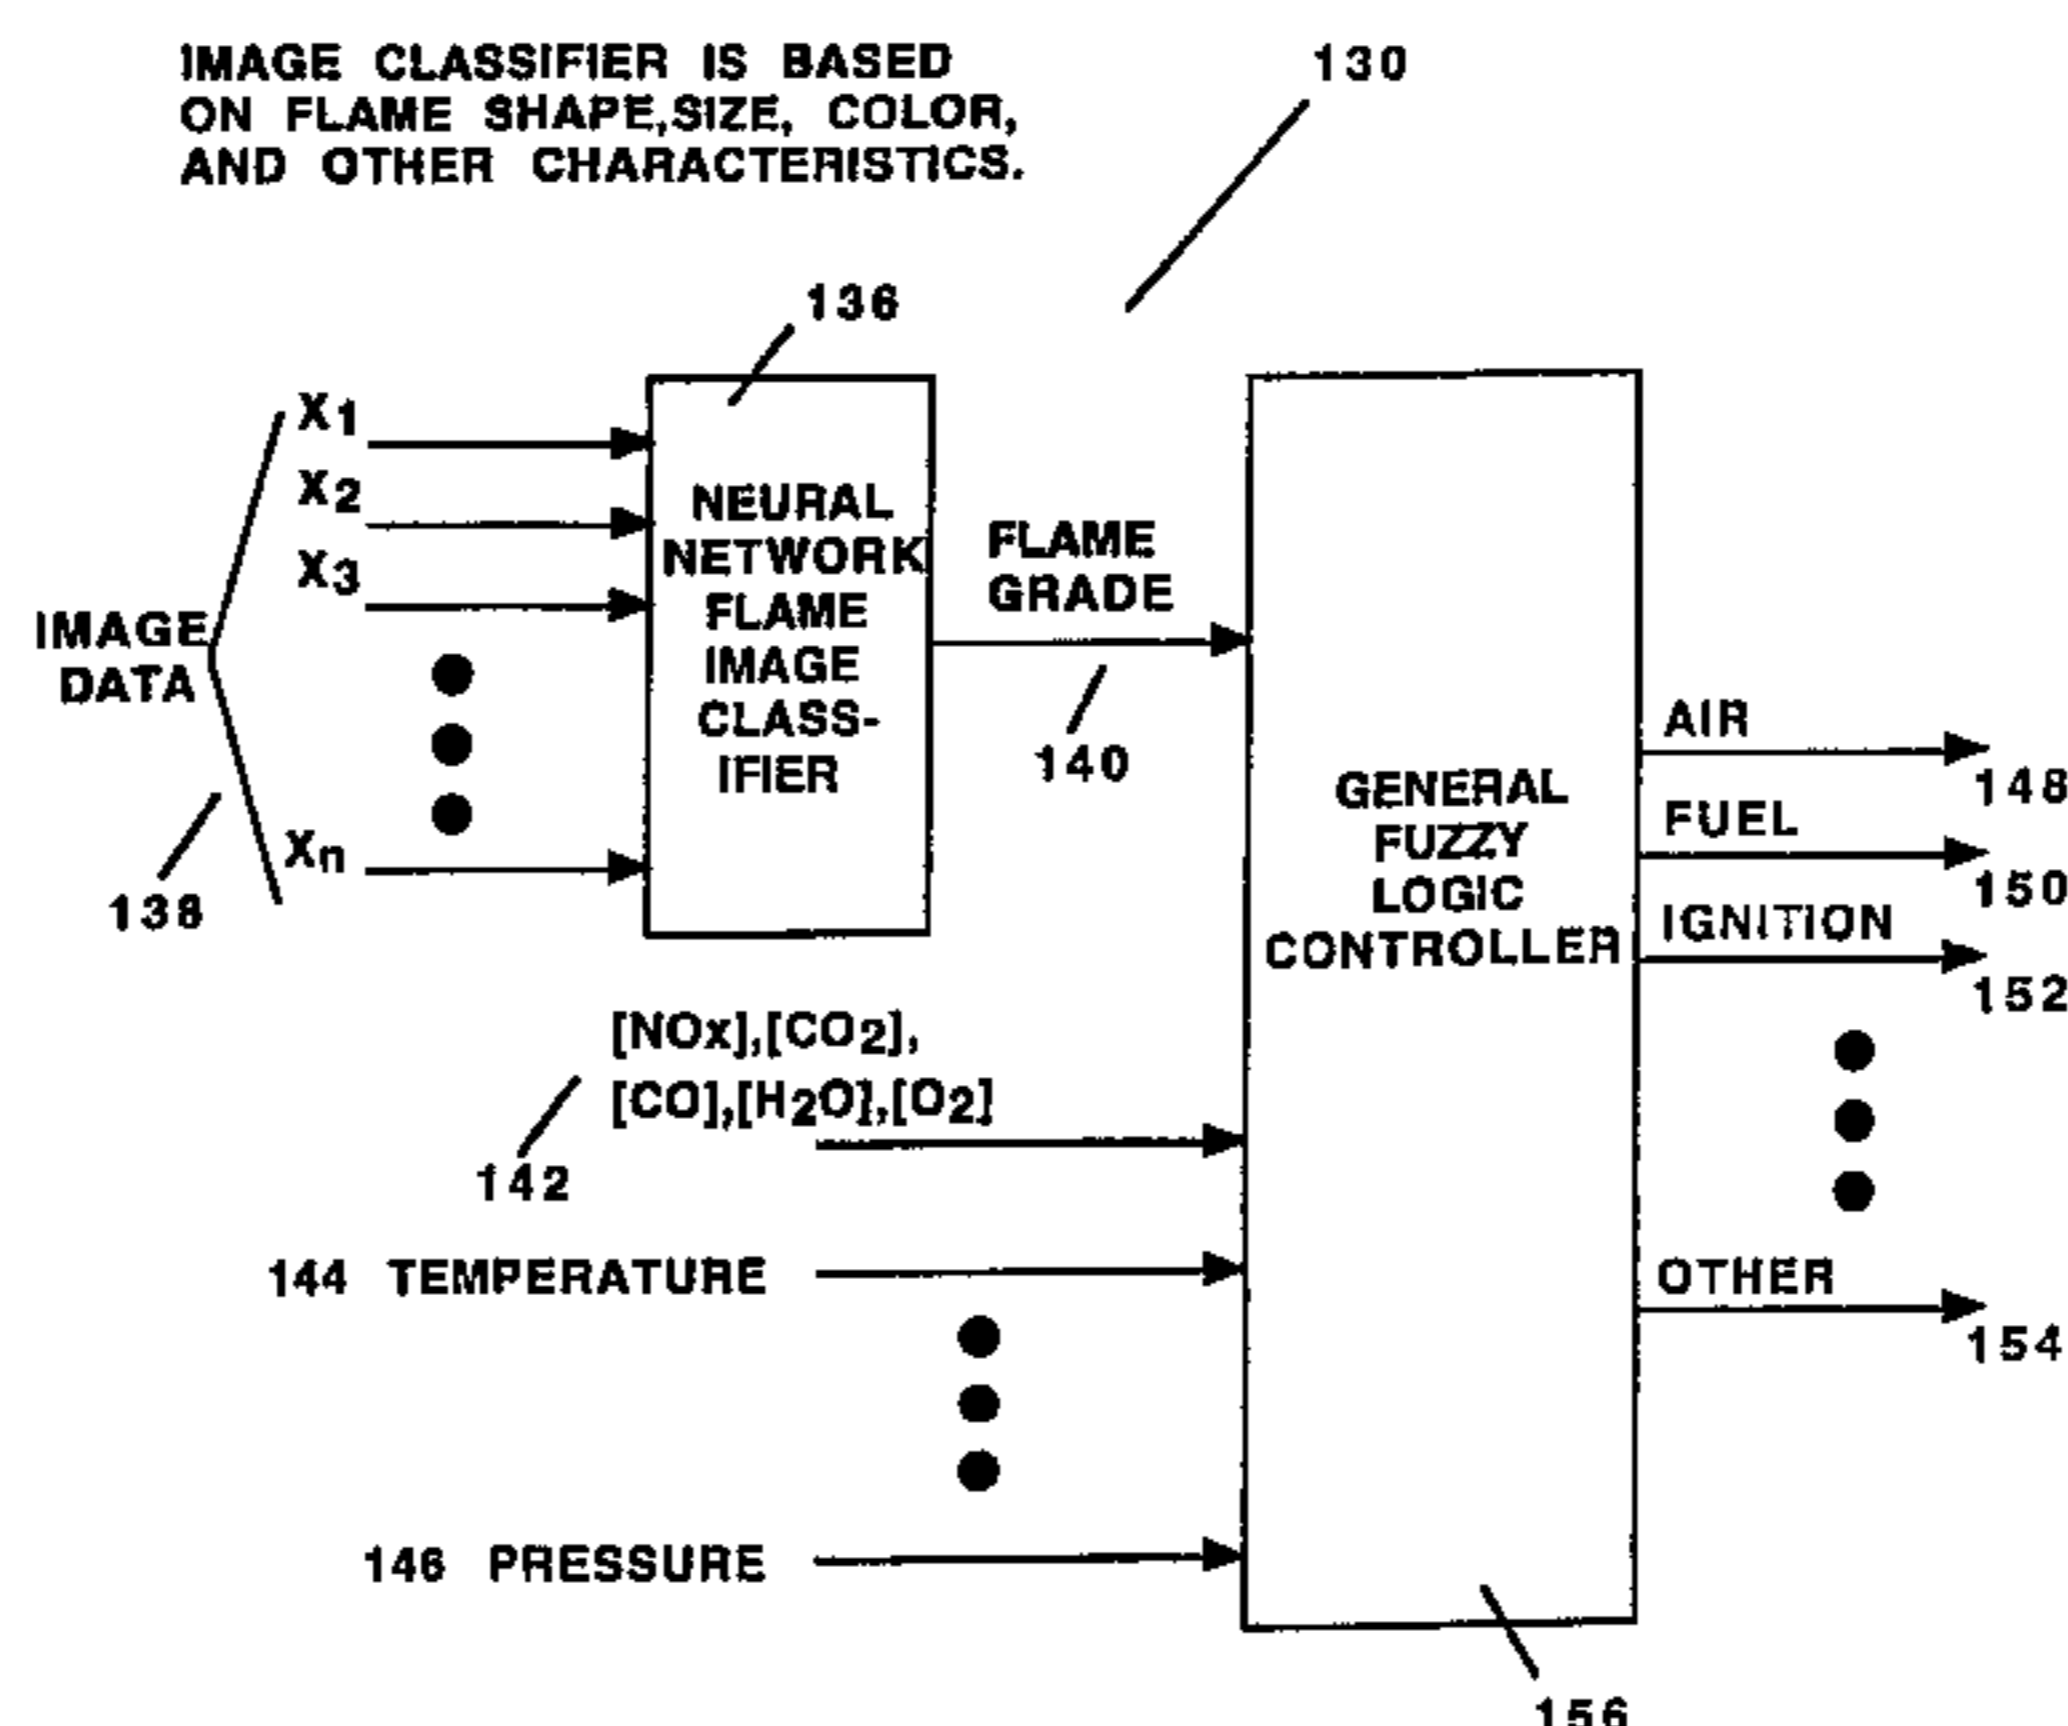 IMAGE CLASSIFIER IS BASED
ON FLAME SHAPE,SIZE, COLOR,
AND OTHER CHARACTERISTICS.
130
136
X1
X2
X3
Xn
IMAGE
DATA
138
NEURAL
NETWORK
FLAME
IMAGE
CLASS-
IFIER
FLAME
GRADE
140
GENERAL
FUZZY
LOGIC
CONTROLLER
AIR
148
FUEL
150
IGNITION
152
OTHER
154
[NOx],[CO2],
[CO],[H2O],[O2]
142
144 TEMPERATURE
146 PRESSURE
156